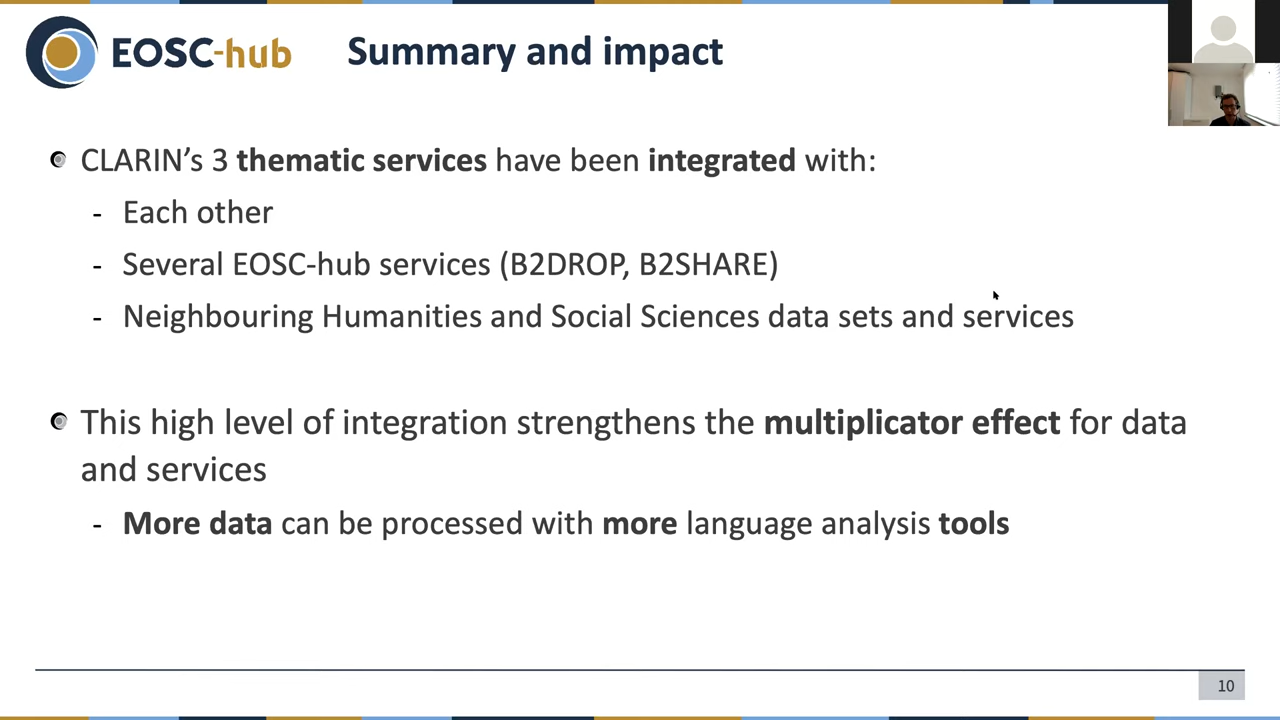 EOSC-hub
Summary and impact
CLARIN’s 3 thematic services have been integrated with:
- Each other
- Several EOSC-hub services (B2DROP, B2SHARE)
- Neighbouring Humanities and Social Sciences data sets and services
This high level of integration strengthens the multiplicator effect for data
and services
- More data can be processed with more language analysis tools
10